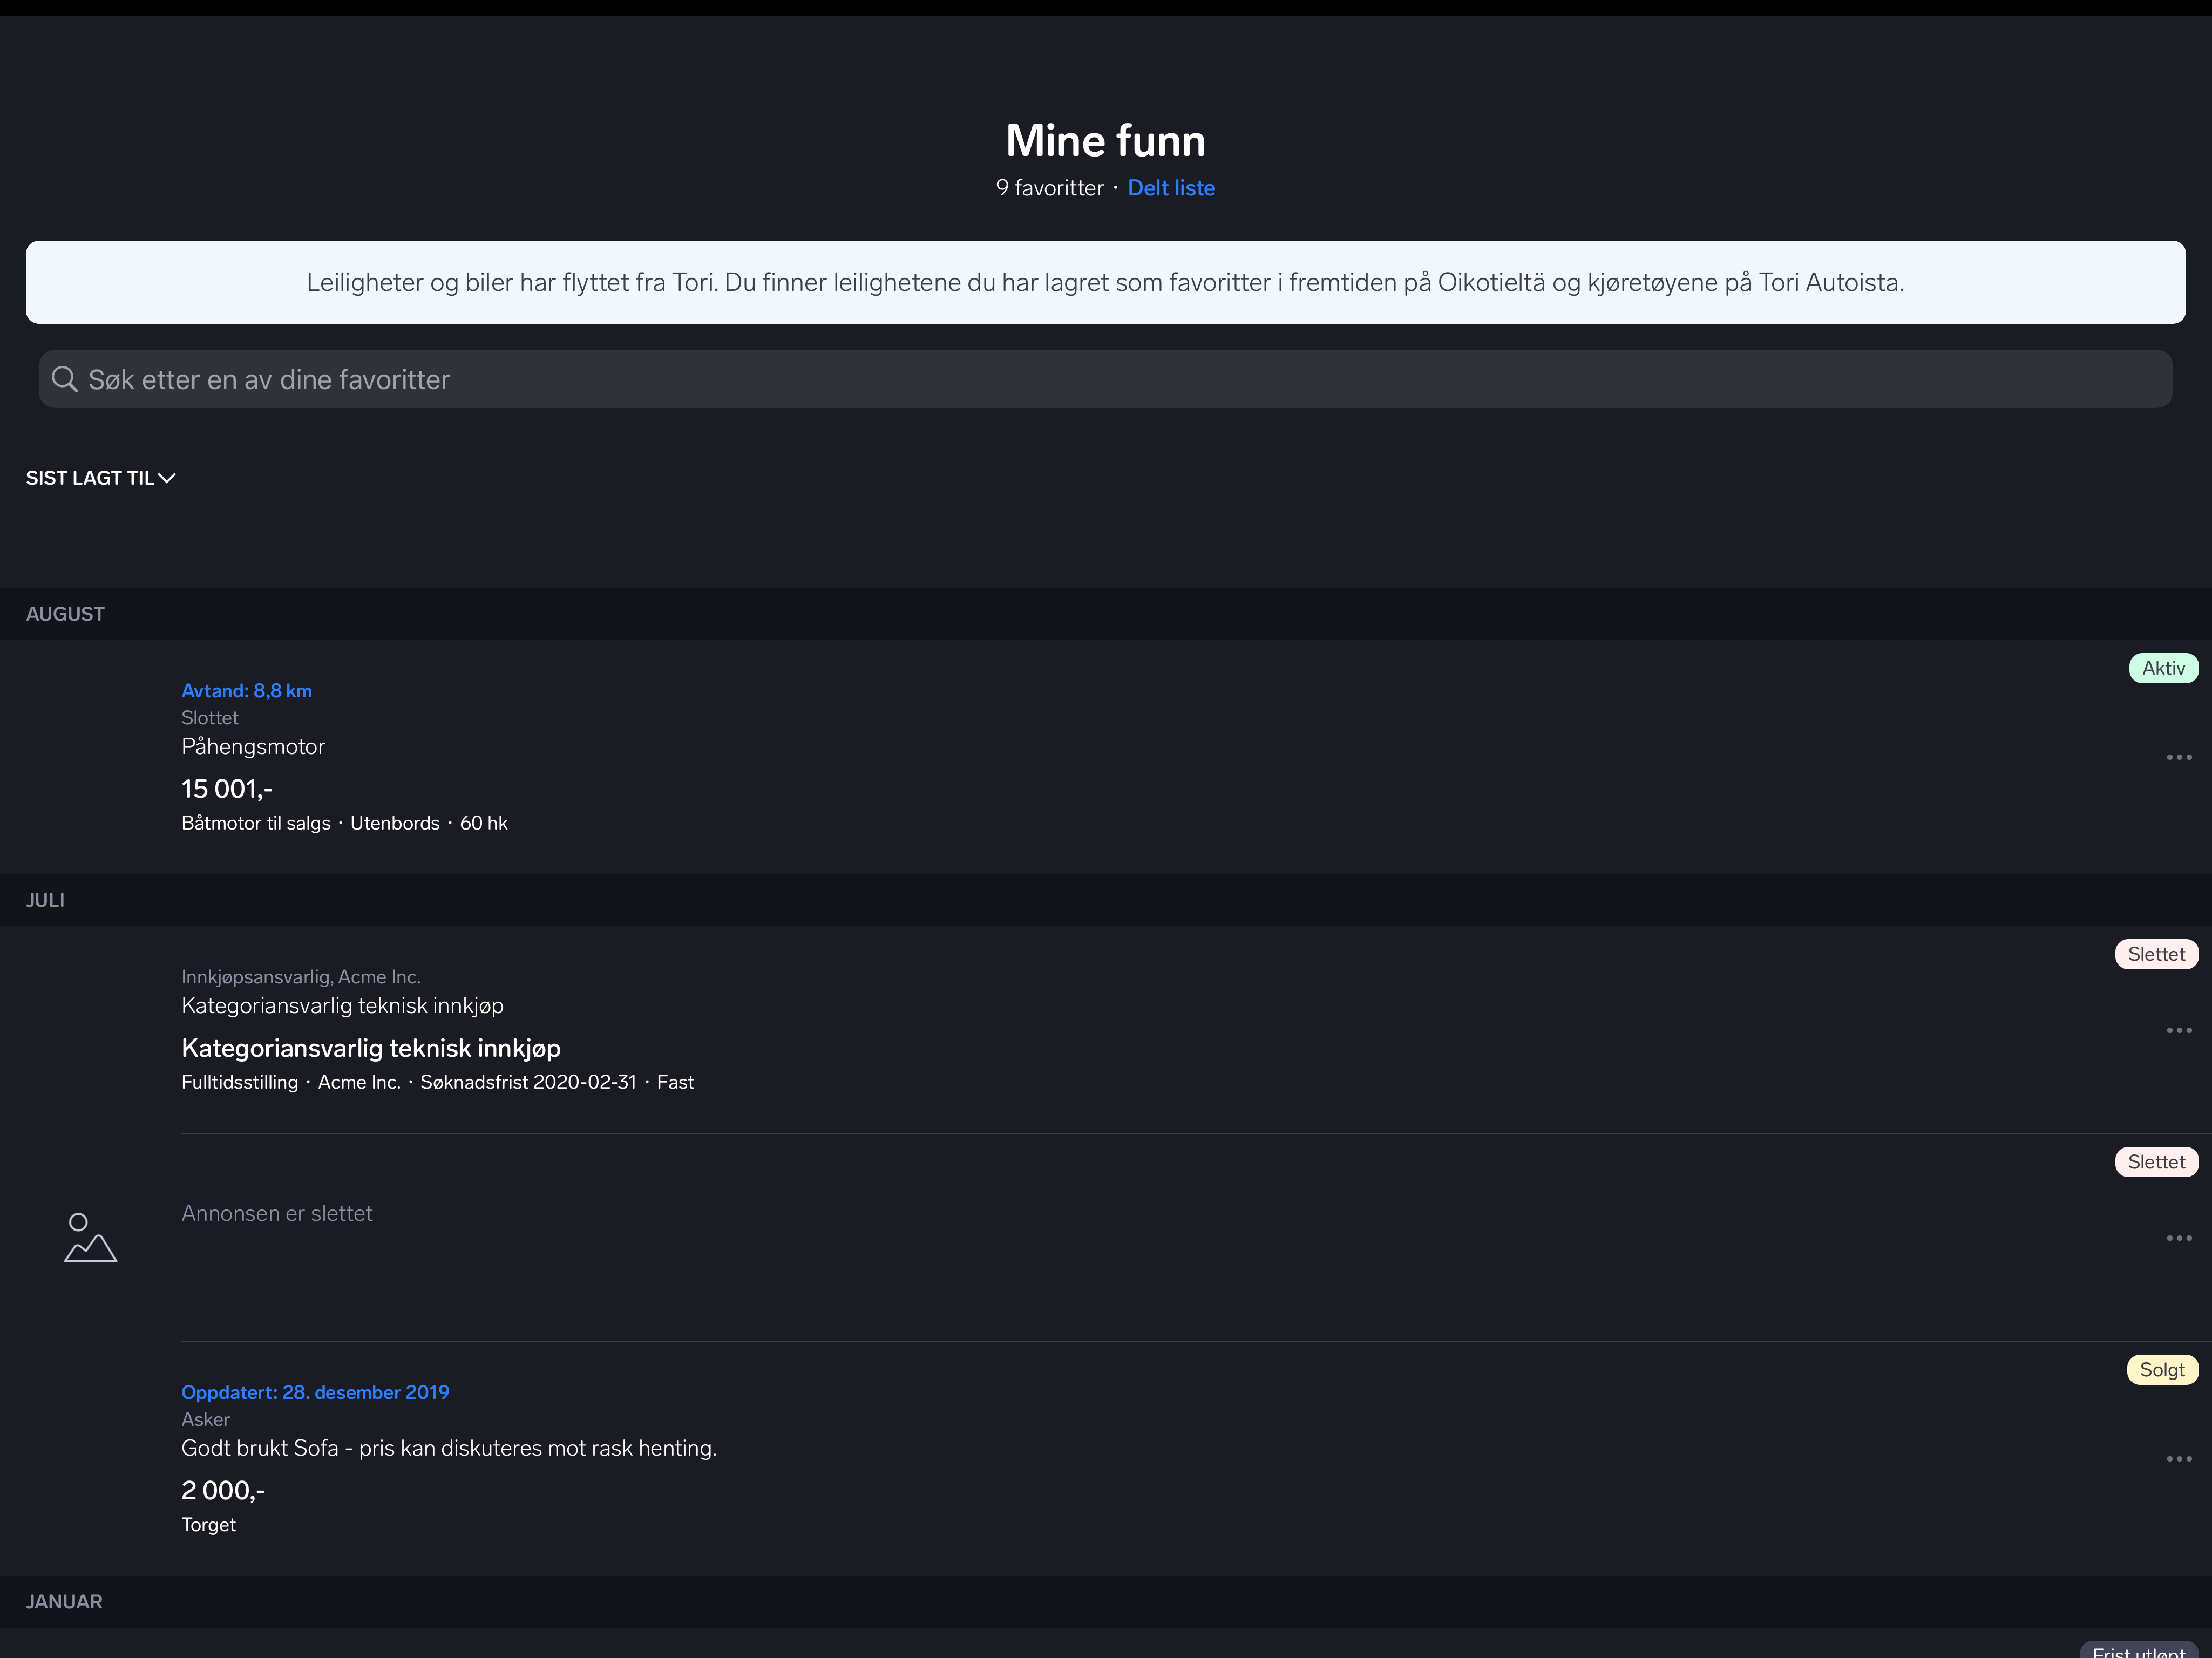 Mine funn
9 favoritter · Delt liste
Leiligheter og biler har flyttet fra Tori. Du finner leilighetene du har lagret som favoritter i fremtiden på Oikotieltä og kjøretøyene på Tori Autoista.
Søk etter en av dine favoritter
SIST LAGT TIL
AUGUST
Aktiv
Avtand: 8,8 km
Slottet
Påhengsmotor
15 001,-
Båtmotor til salgs · Utenbords · 60 hk
JULI
Slettet
Innkjøpsansvarlig, Acme Inc.
Kategoriansvarlig teknisk innkjøp
Kategoriansvarlig teknisk innkjøp
Fulltidsstilling · Acme Inc. · Søknadsfrist 2020-02-31 · Fast
Slettet
Annonsen er slettet
Solgt
Oppdatert: 28. desember 2019
Asker
Godt brukt Sofa - pris kan diskuteres mot rask henting.
2 000,-
Torget
JANUAR
Frist utløpt